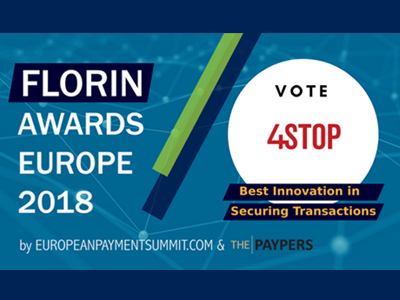 FLORIN
AWARDS
EUROPE
2018
by EUROPEANPAYMENTSUMMIT.COM & THE|PAYPERS
VOTE
4STOP
Best Innovation in
Securing Transactions